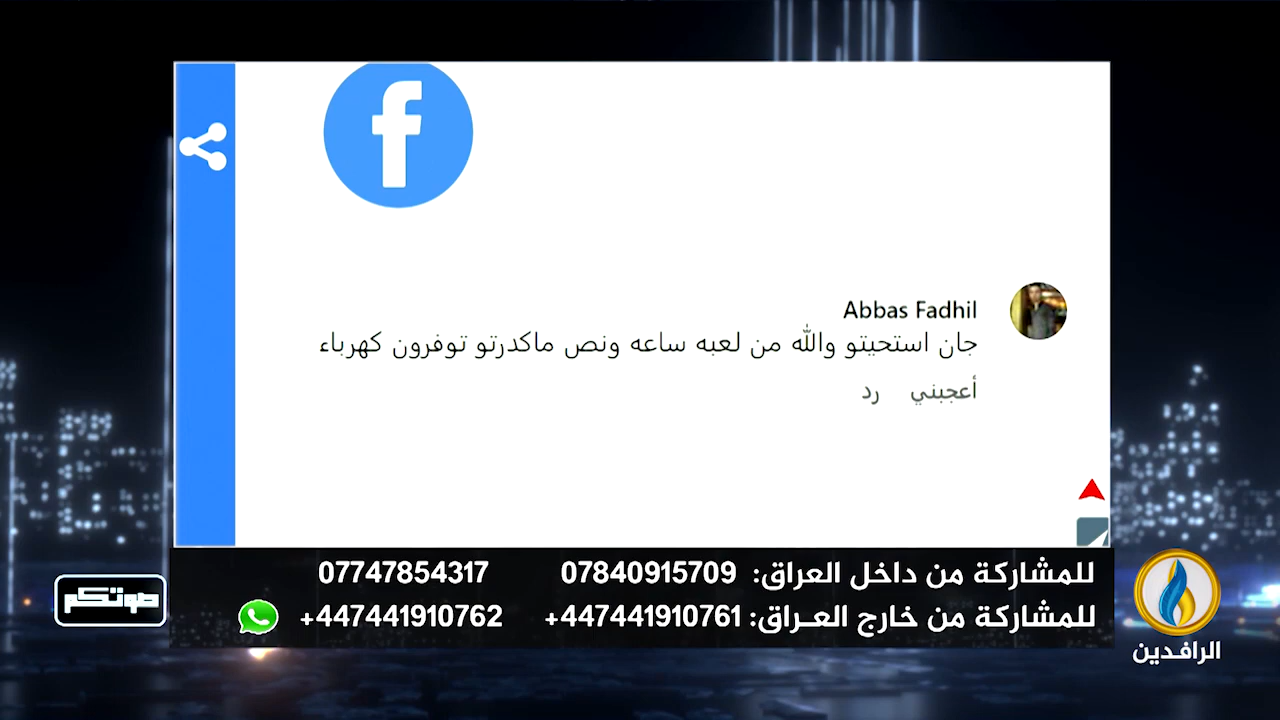 f
Abbas Fadhil
جان استحيتو والله من لعبه ساعه ونص ماكدرتو توفرون كهرباء
أعجبني رد
للمشاركة من داخل العراق: 07840915709 07747854317
للمشاركة من خارج العـراق: 447441910761+ 447441910762+
صوتكم
الرافدين